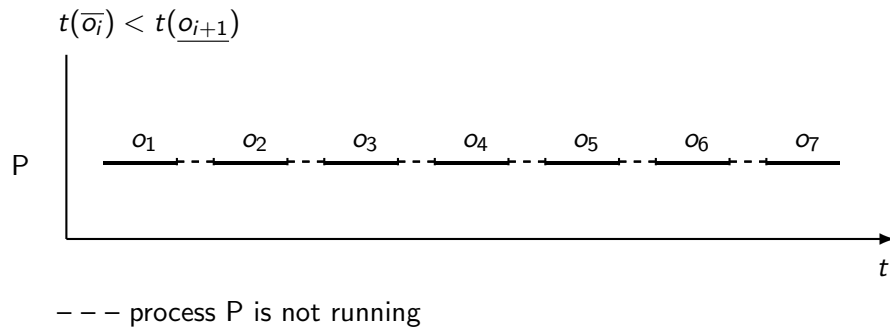 t(o̅ᵢ) < t(o̲ᵢ₊₁)
o₁ o₂ o₃ o₄ o₅ o₆ o₇
P
t
– – – process P is not running